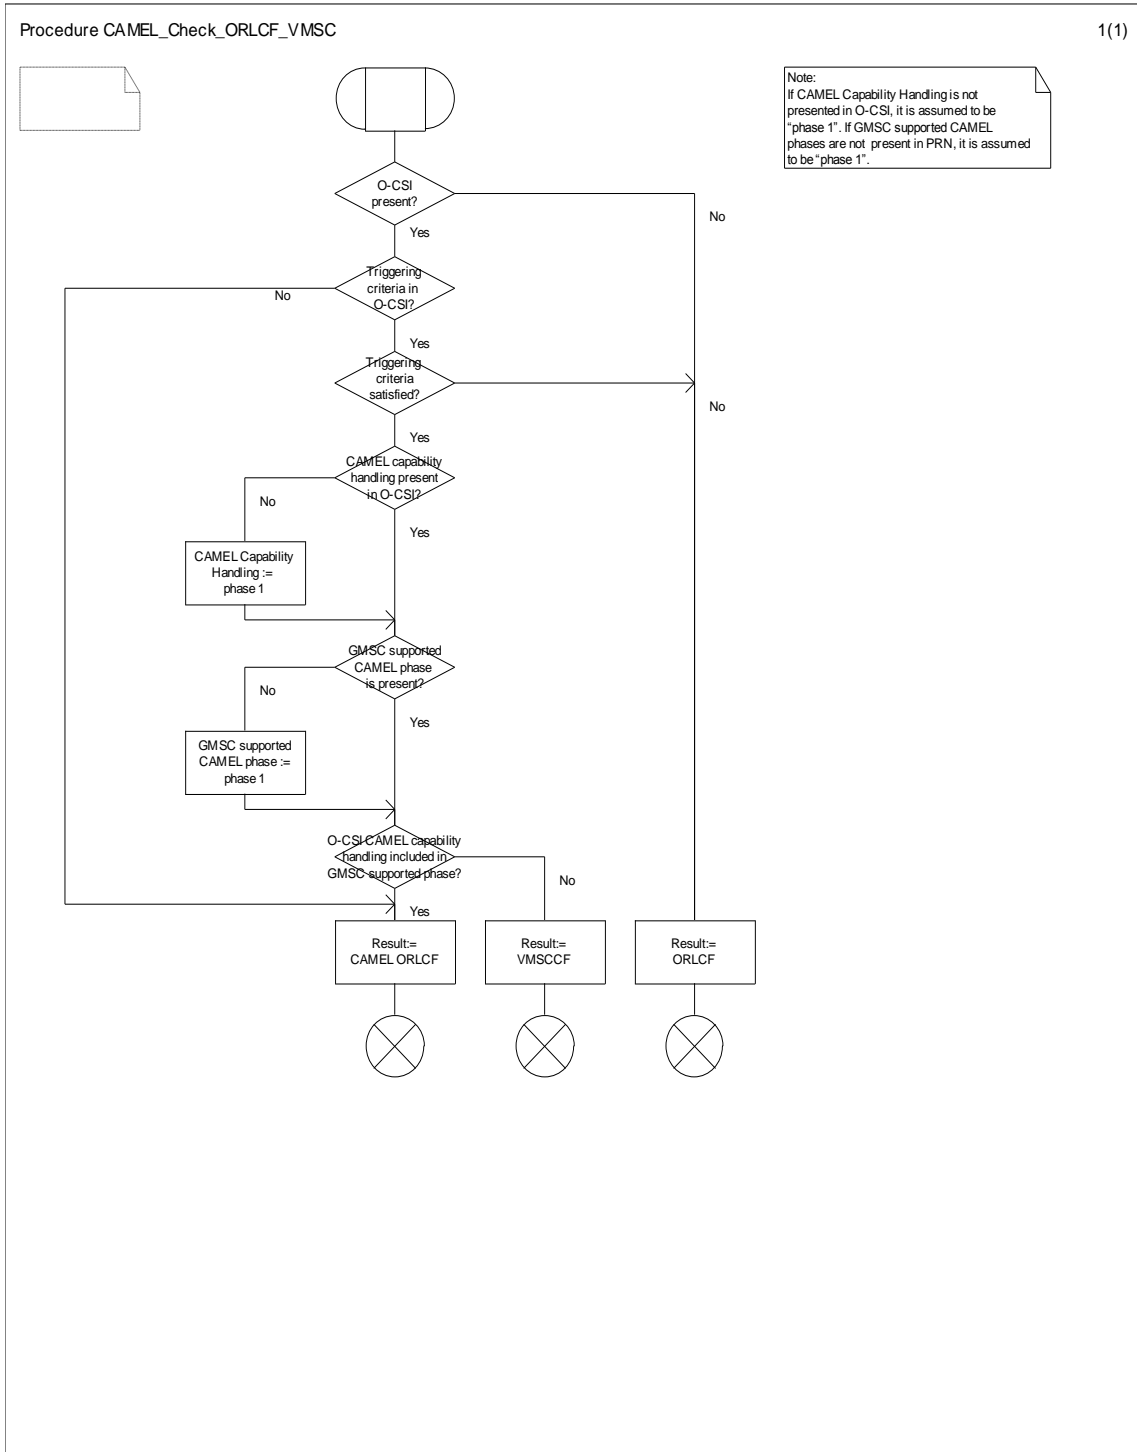 Procedure CAMEL_Check_ORLCF_VMSC
1(1)
Note:
If CAMEL Capability Handling is not
presented in O-CSI, it is assumed to be
“phase 1”. If GMSC supported CAMEL
phases are not present in PRN, it is assumed
to be “phase 1”.
O-CSI
present?
No
Yes
Triggering
criteria in
O-CSI?
No
Yes
Triggering
criteria
satisfied?
No
Yes
CAMEL capability
handling present
in O-CSI?
No
Yes
CAMEL Capability
Handling :=
phase 1
GMSC supported
CAMEL phase
is present?
No
Yes
GMSC supported
CAMEL phase :=
phase 1
O-CSI CAMEL capability
handling included in
GMSC supported phase?
No
Yes
Result:=
CAMEL ORLCF
Result:=
VMSCCF
Result:=
ORLCF